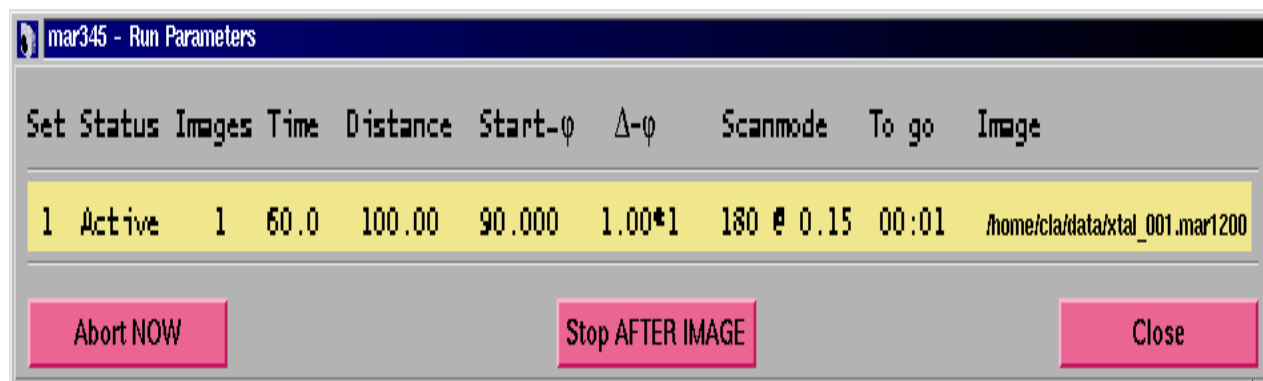 mar345 - Run Parameters
Set Status Images Time Distance Start-φ Δ-φ Scanmode To go Image
1 Active 1 60.0 100.00 90.000 1.00*1 180 @ 0.15 00:01 /home/cla/data/xtal_001.mar1200
Abort NOW Stop AFTER IMAGE Close